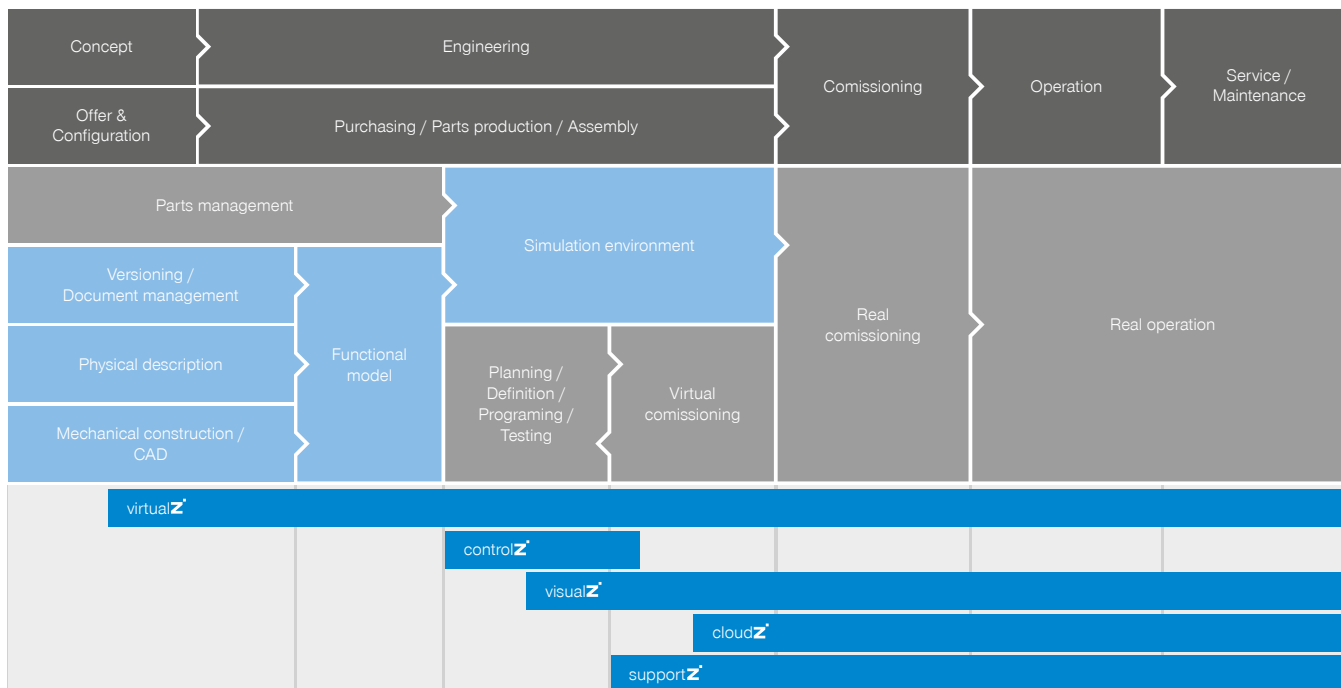 Concept
Engineering
Comissioning
Operation
Service /
Maintenance
Offer &
Configuration
Purchasing / Parts production / Assembly
Parts management
Simulation environment
Versioning /
Document management
Physical description
Mechanical construction /
CAD
Functional
model
Planning /
Definition /
Programing /
Testing
Virtual
comissioning
Real
comissioning
Real operation
virtualz
controlz
visualz
cloudz
supportz